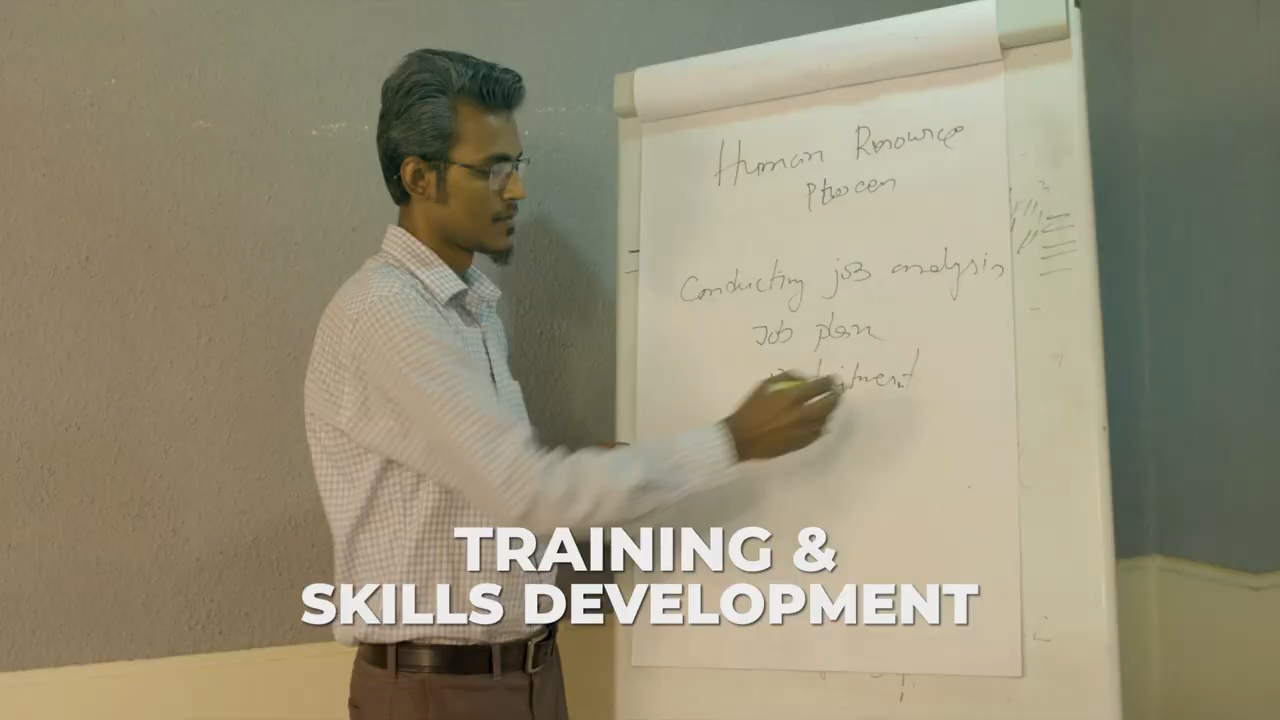 Human Resource
Process
Conducting job analysis
Job plan
TRAINING &
SKILLS DEVELOPMENT